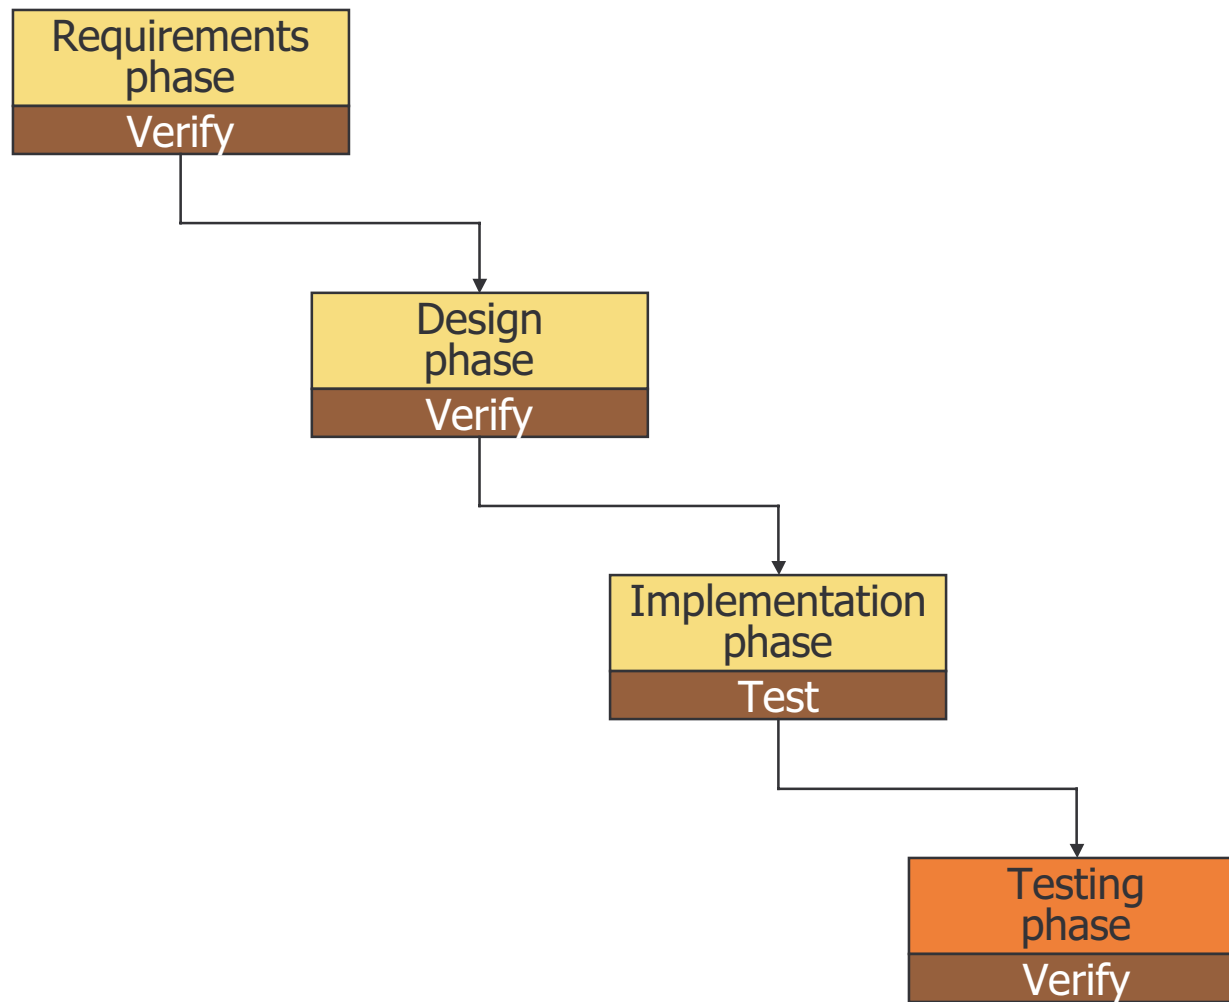 Requirements
phase
Verify
Design
phase
Verify
Implementation
phase
Test
Testing
phase
Verify